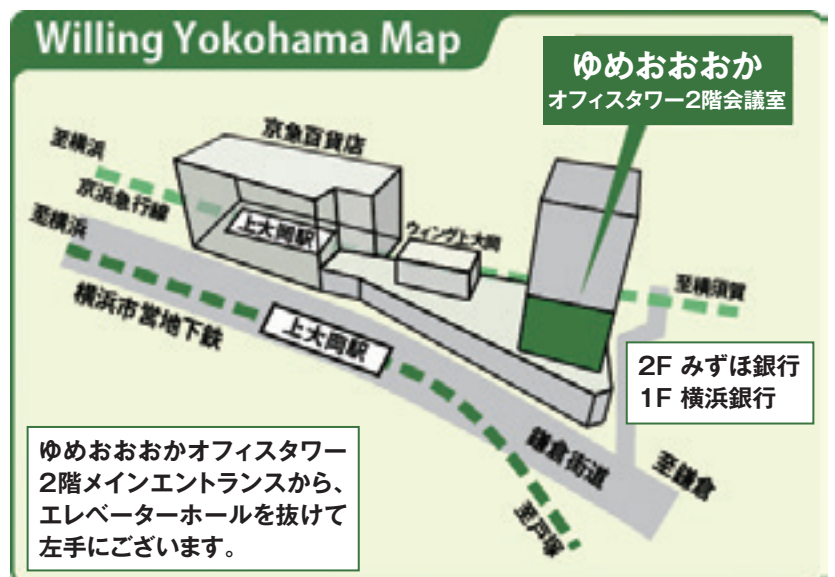 Willing Yokohama Map
ゆめおおおか
オフィスタワー2階会議室
京急百貨店
至横浜
京浜急行線
上大岡駅
ウィング上大岡
至横浜
至横須賀
横浜市営地下鉄
上大岡駅
2F みずほ銀行
1F 横浜銀行
鎌倉街道
至鎌倉
至戸塚
ゆめおおおかオフィスタワー
2階メインエントランスから、
エレベーターホールを抜けて
左手にございます。